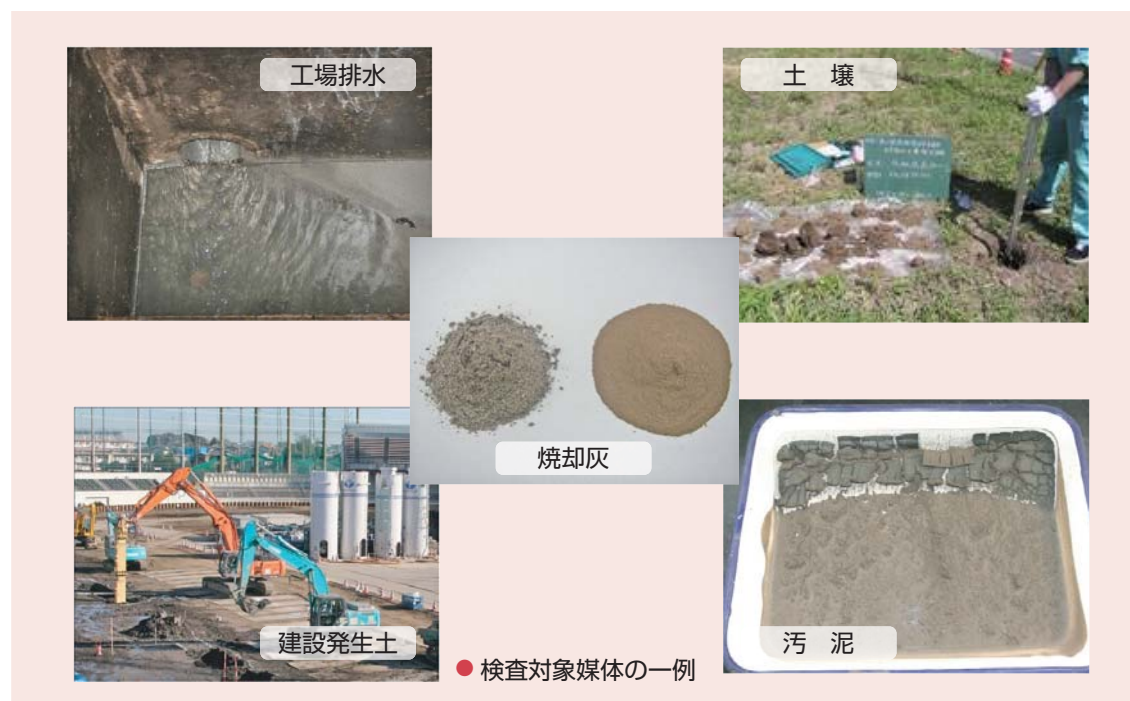 工場排水
土　壌
焼却灰
建設発生土
汚　泥
● 検査対象媒体の一例